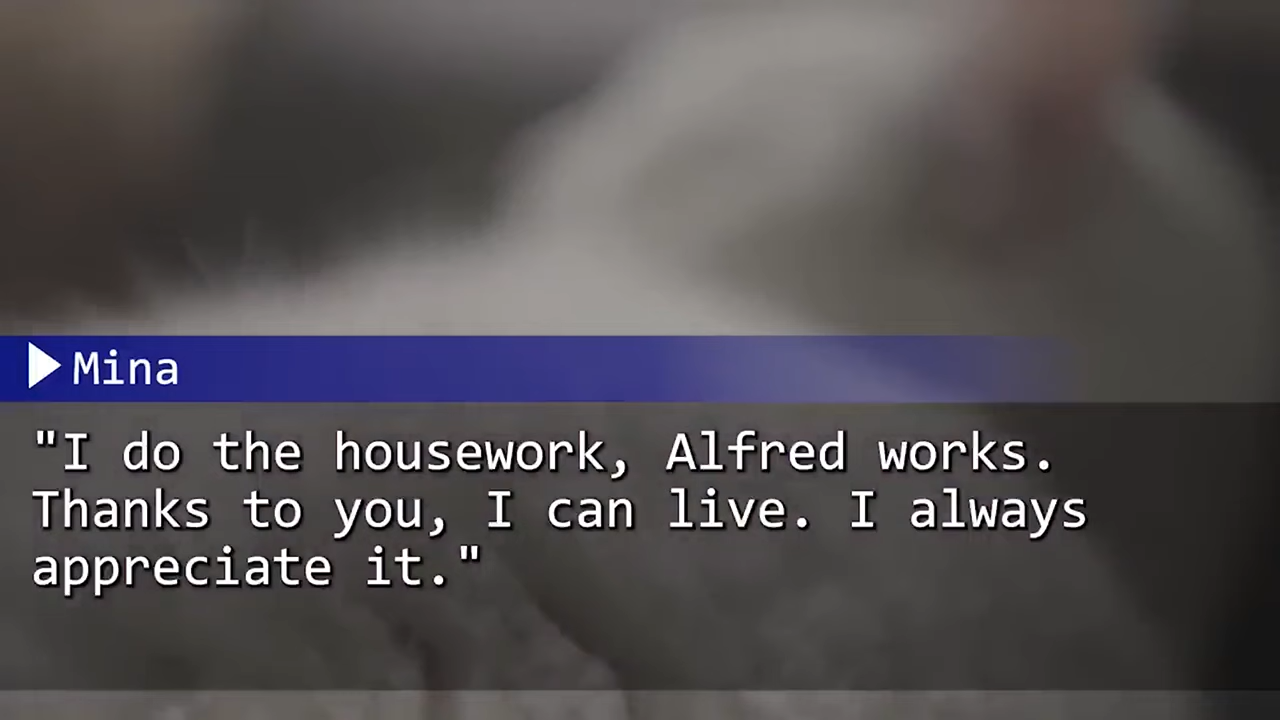 Mina
"I do the housework, Alfred works.
Thanks to you, I can live. I always
appreciate it."